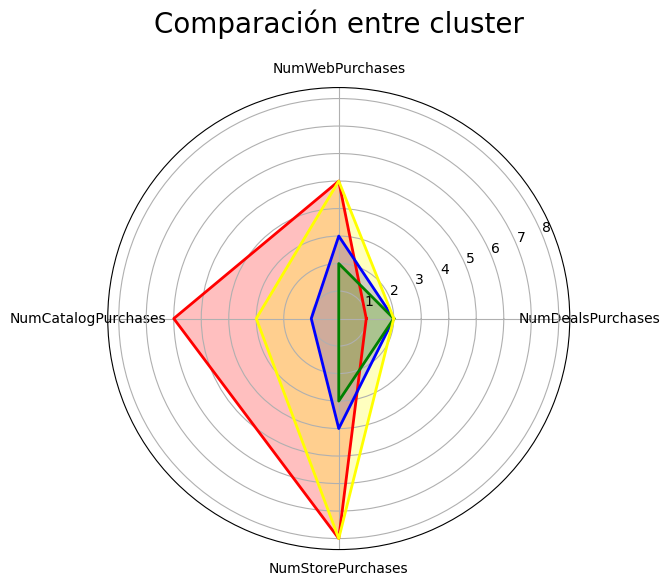 Comparación entre cluster
NumWebPurchases
8
7
6
5
4
3
2
1
NumCatalogPurchases
NumDealsPurchases
NumStorePurchases